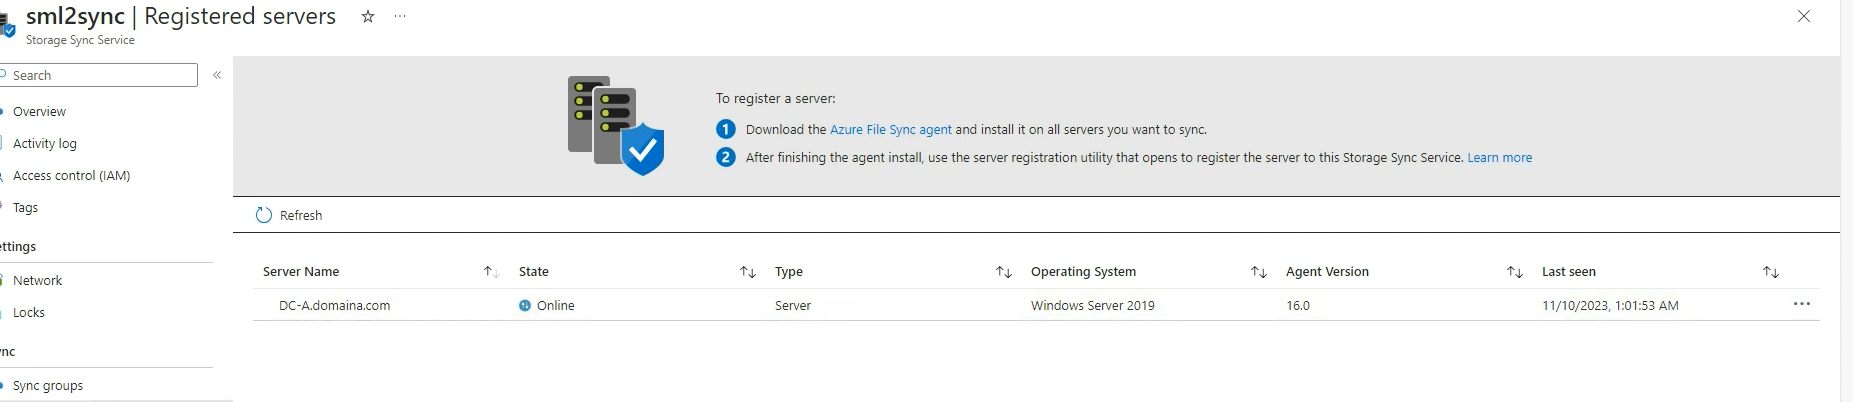 sml2sync | Registered servers
Storage Sync Service
Search
Overview
Activity log
Access control (IAM)
Tags
ettings
Network
Locks
nc
Sync groups
To register a server:
1 Download the Azure File Sync agent and install it on all servers you want to sync.
2 After finishing the agent install, use the server registration utility that opens to register the server to this Storage Sync Service. Learn more
Refresh
Server Name State Type Operating System Agent Version Last seen
DC-A.domaina.com Online Server Windows Server 2019 16.0 11/10/2023, 1:01:53 AM